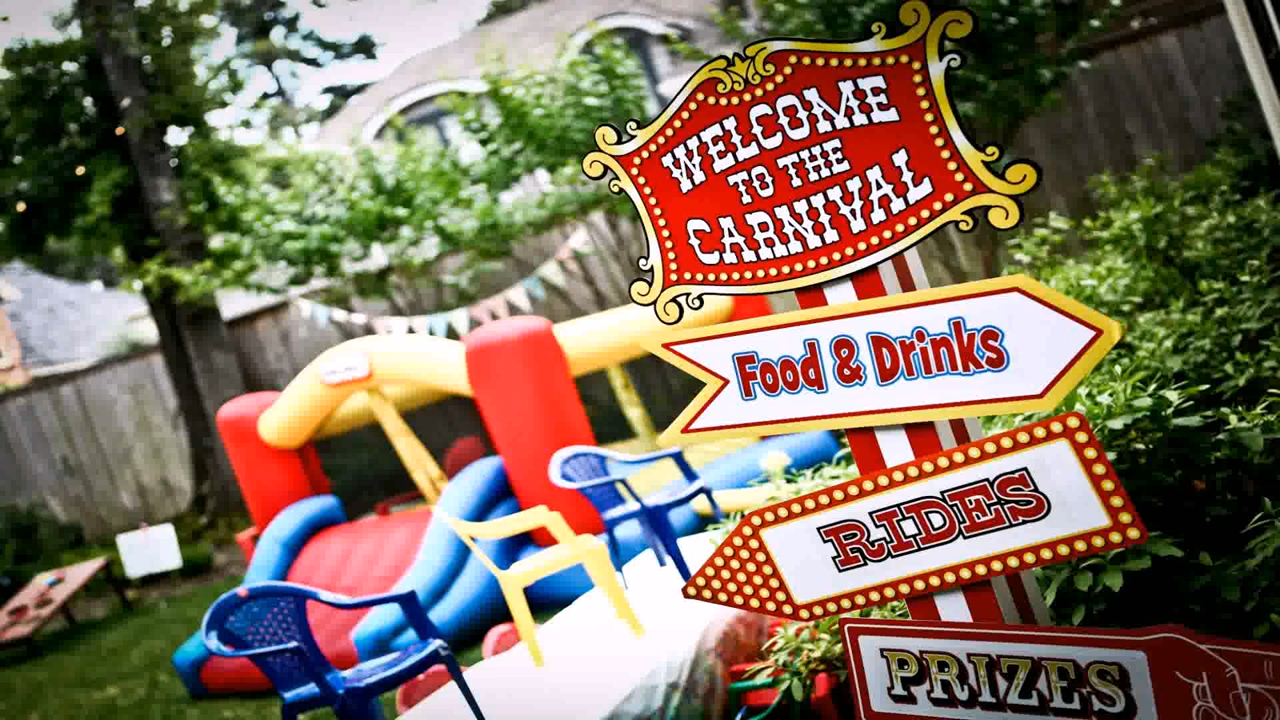 WELCOME
TO THE
CARNIVAL
Food & Drinks
RIDES
PRIZES